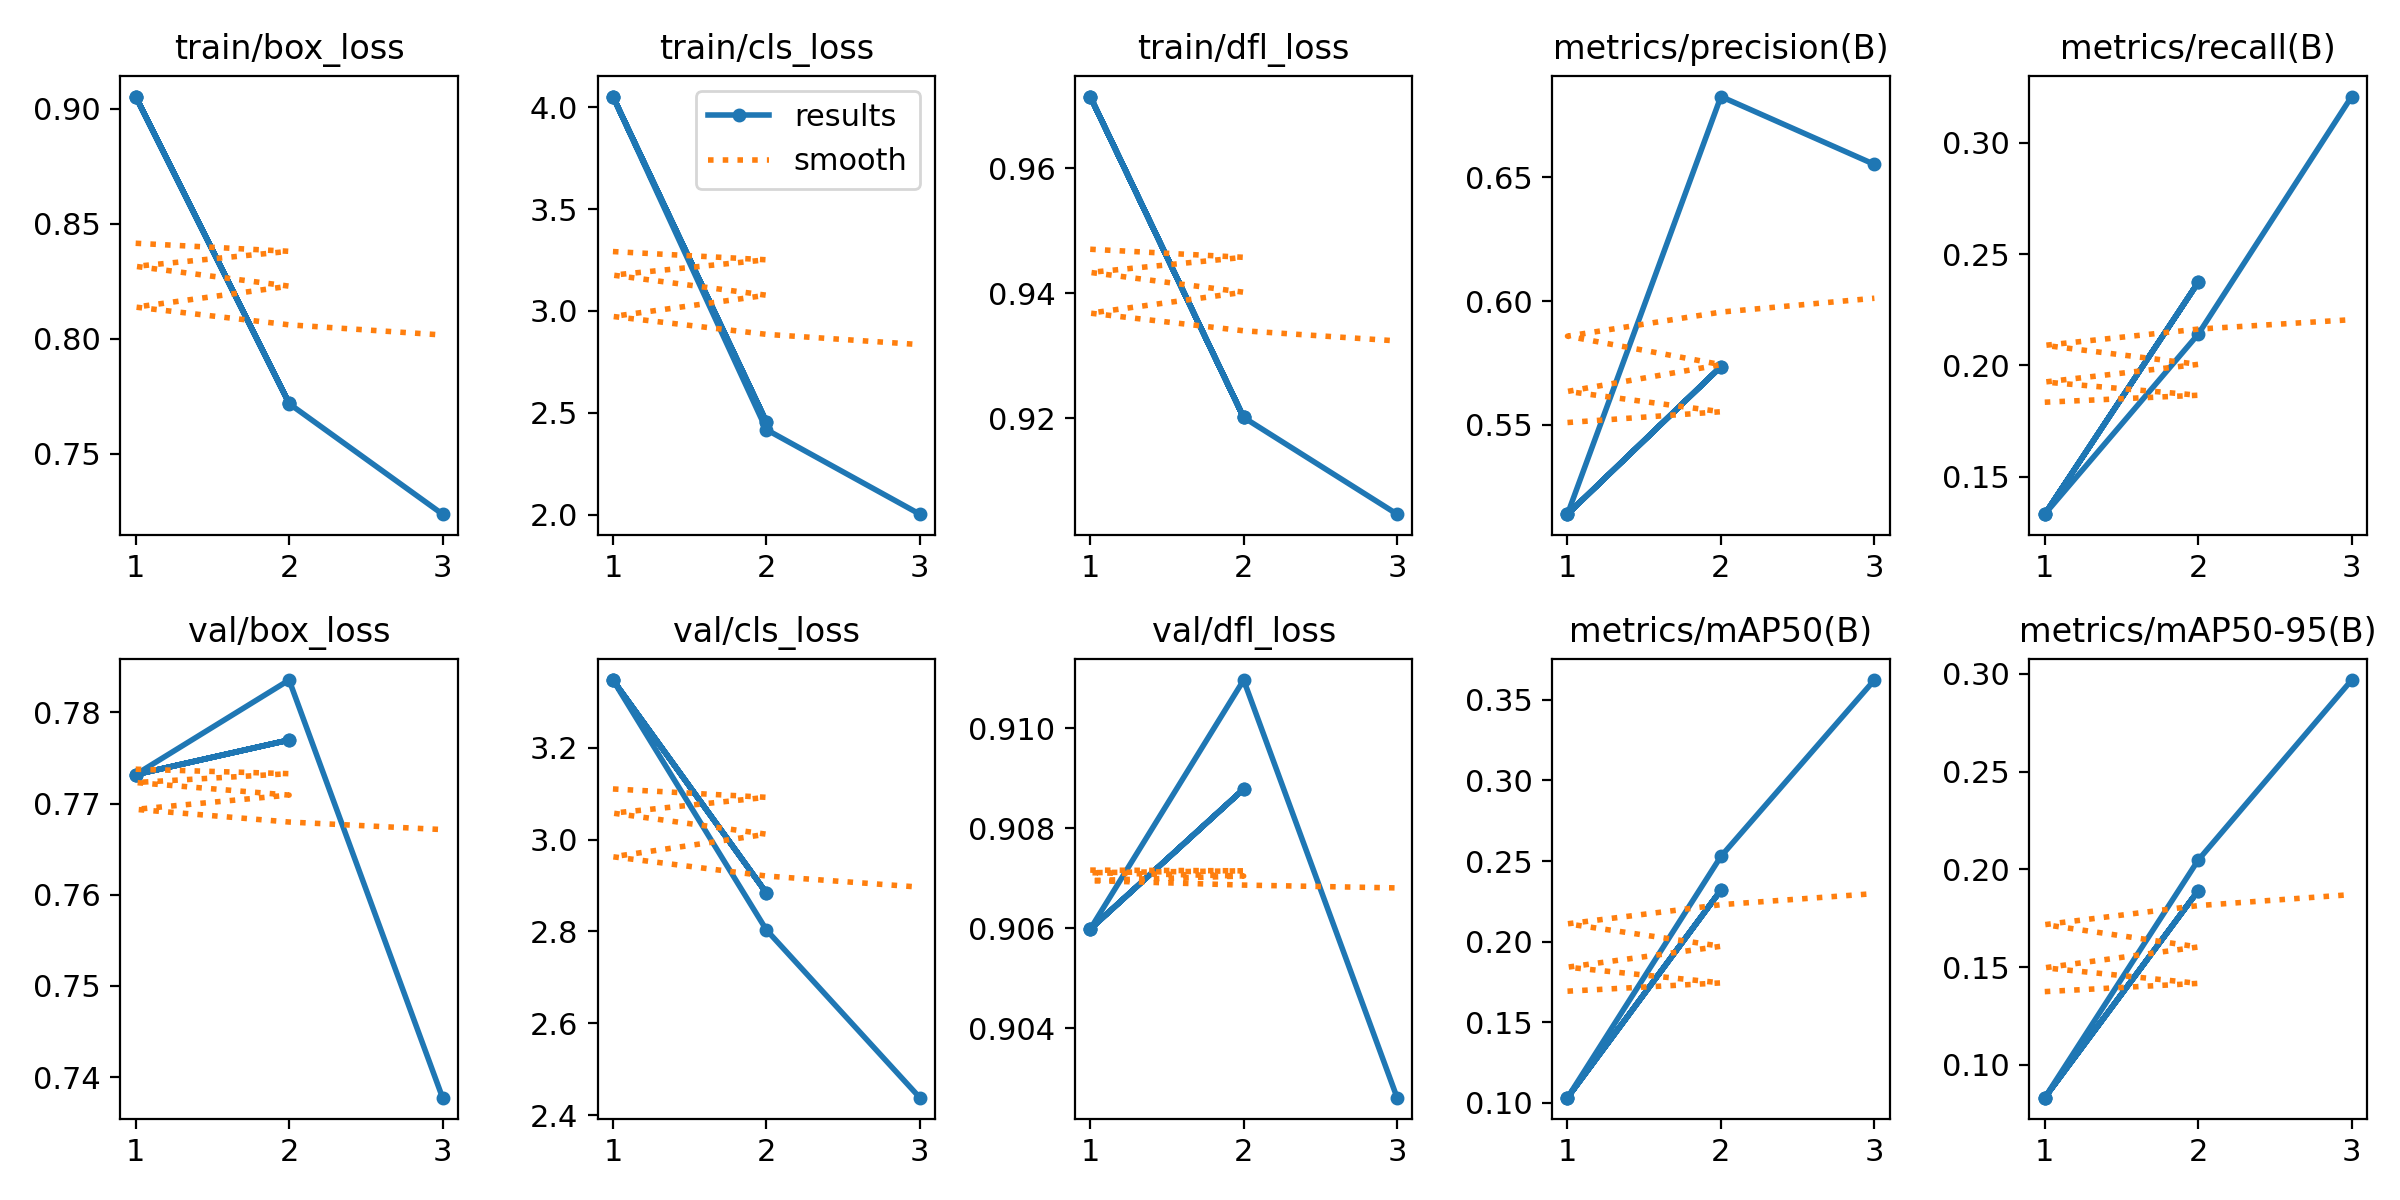 train/box_loss
0.90
0.85
0.80
0.75
1 2 3
train/cls_loss
results
smooth
4.0
3.5
3.0
2.5
2.0
1 2 3
train/dfl_loss
0.96
0.94
0.92
1 2 3
metrics/precision(B)
0.65
0.60
0.55
1 2 3
metrics/recall(B)
0.30
0.25
0.20
0.15
1 2 3
val/box_loss
0.78
0.77
0.76
0.75
0.74
1 2 3
val/cls_loss
3.2
3.0
2.8
2.6
2.4
1 2 3
val/dfl_loss
0.910
0.908
0.906
0.904
1 2 3
metrics/mAP50(B)
0.35
0.30
0.25
0.20
0.15
0.10
1 2 3
metrics/mAP50-95(B)
0.30
0.25
0.20
0.15
0.10
1 2 3